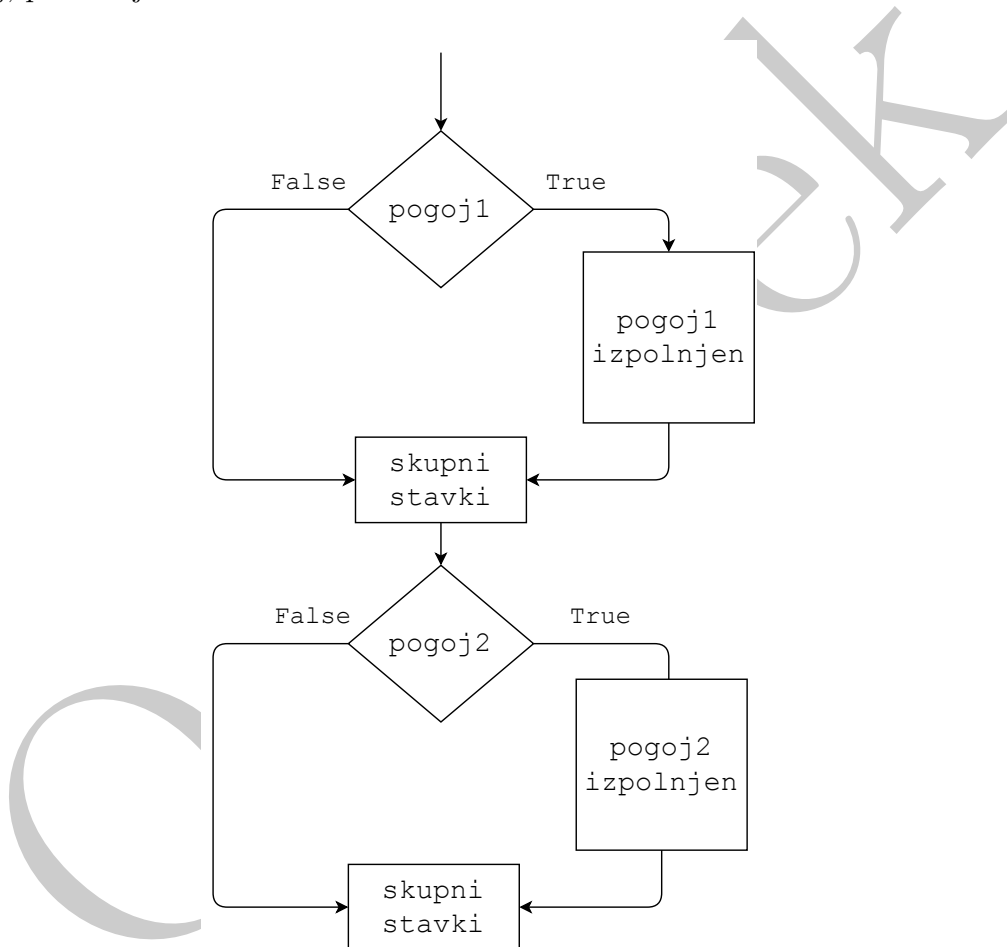 False
True
pogoj1
pogoj1
izpolnjen
skupni
stavki
False
True
pogoj2
pogoj2
izpolnjen
skupni
stavki